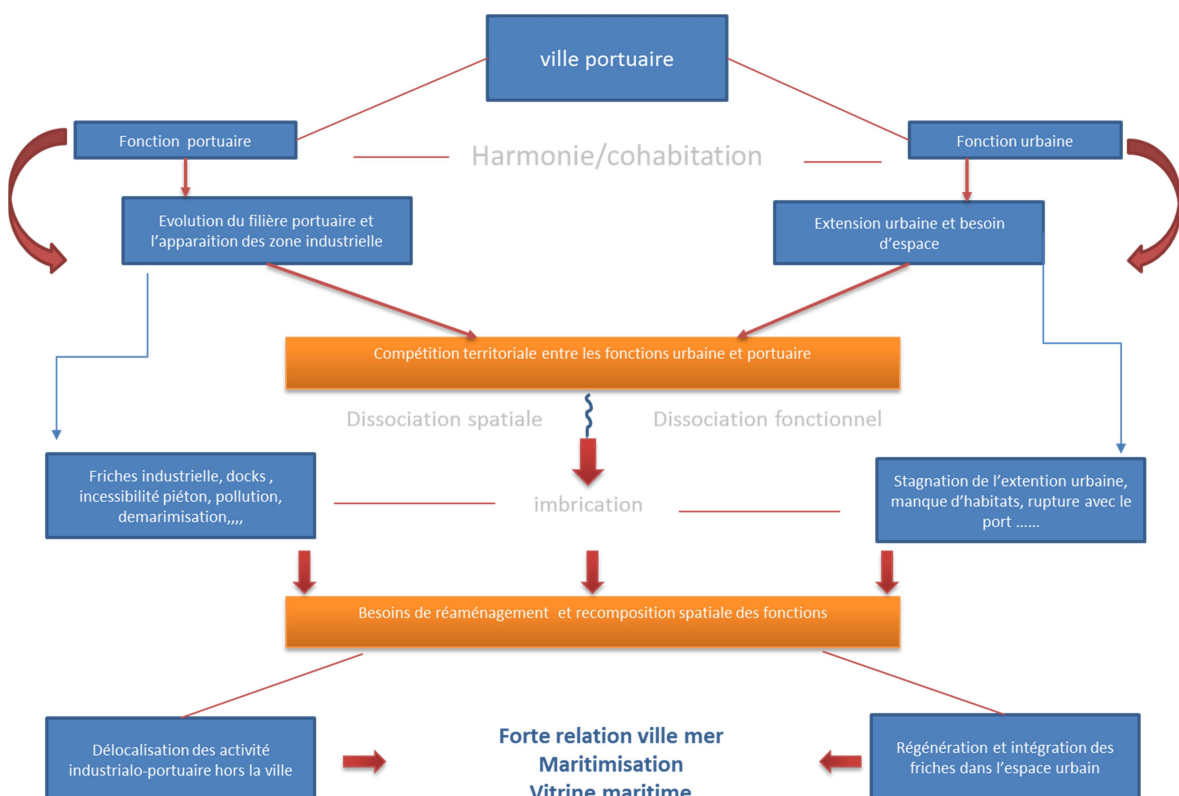 ville portuaire
Fonction portuaire
Harmonie/cohabitation
Fonction urbaine
Evolution du filière portuaire et
l'apparition des zone industrielle
Extension urbaine et besoin
d'espace
Compétition territoriale entre les fonctions urbaine et portuaire
Dissociation spatiale
Dissociation fonctionnel
Friches industrielle, docks ,
incessibilité piéton, pollution,
demarimisation,,,,
imbrication
Stagnation de l'extention urbaine,
manque d'habitats, rupture avec le
port ......
Besoins de réaménagement et recomposition spatiale des fonctions
Délocalisation des activité
industrialo-portuaire hors la ville
Forte relation ville mer
Maritimisation
Vitrine maritime
Régénération et intégration des
friches dans l'espace urbain